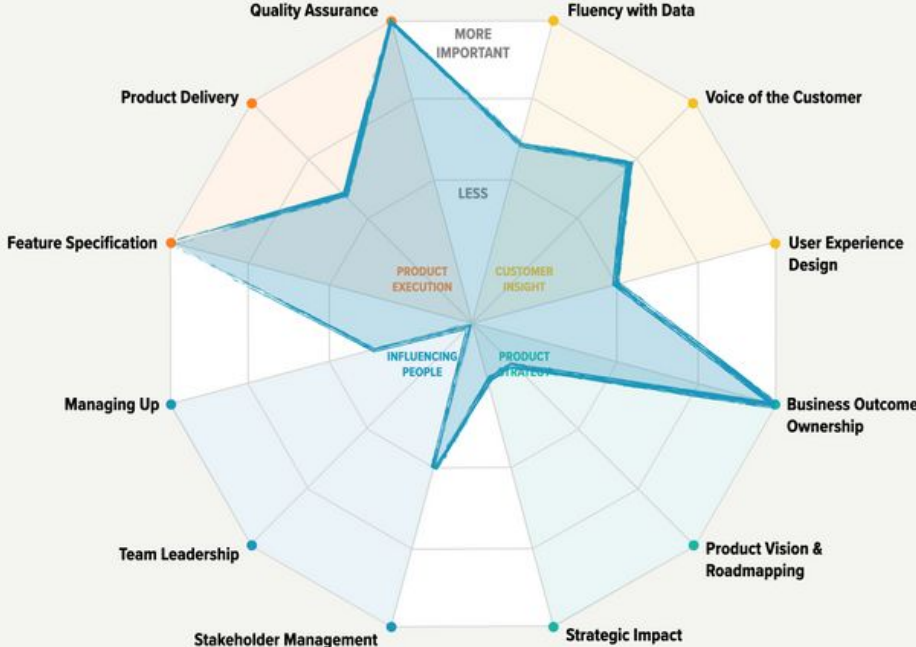 Quality Assurance
Fluency with Data
MORE
IMPORTANT
Product Delivery
Voice of the Customer
LESS
Feature Specification
User Experience
Design
PRODUCT
EXECUTION
CUSTOMER
INSIGHT
INFLUENCING
PEOPLE
PRODUCT
STRATEGY
Managing Up
Business Outcome
Ownership
Team Leadership
Product Vision &
Roadmapping
Stakeholder Management
Strategic Impact